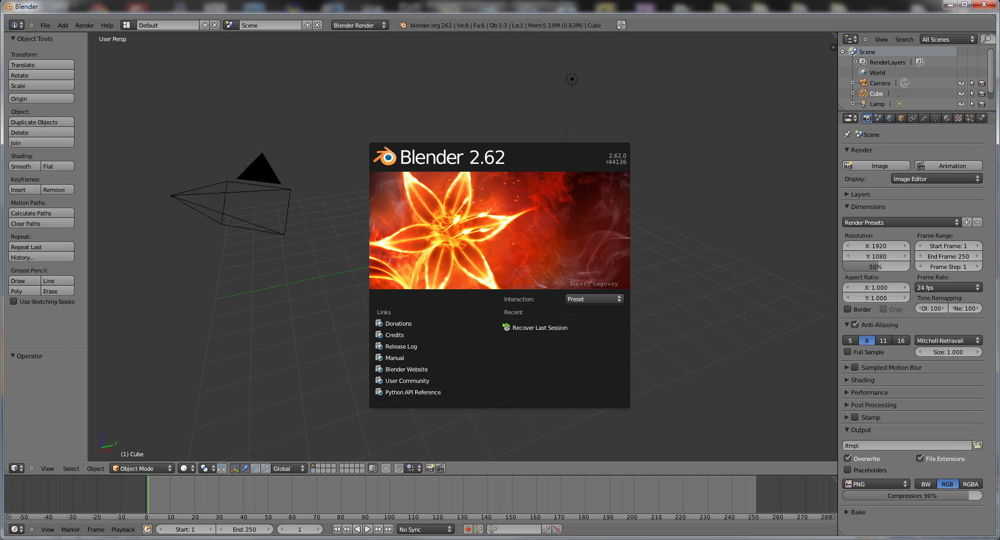 Blender
File Add Render Help Default Scene Blender Render blender.org 262 | Ve:8 | Fa:6 | Ob:1-3 | La:1 | Mem:5.19M (0.63M) | Cube
Object Tools
Transform:
Translate
Rotate
Scale
Origin
Object:
Duplicate Objects
Delete
Join
Shading:
Smooth Flat
Keyframes:
Insert Remove
Motion Paths:
Calculate Paths
Clear Paths
Repeat:
Repeat Last
History...
Grease Pencil:
Draw Line
Poly Erase
Use Sketching Sessio
Operator
User Persp
Blender 2.62
2.62.0
r44136
Alexey Lugovoy
Interaction: Preset
Links
Donations
Credits
Release Log
Manual
Blender Website
User Community
Python API Reference
Recent
Recover Last Session
y
(1) Cube
View Select Object Object Mode Global
-50 -40 -30 -20 -10 0 10 20 30 40 50 60 70 80 90 100 110 120 130 140 150 160 170 180 190 200 210 220 230 240 250 260 270 280
View Marker Frame Playback Start: 1 End: 250 1 No Sync
View Search All Scenes
Scene
RenderLayers
World
Camera
Cube
Lamp
Scene
Render
Image Animation
Display: Image Editor
Layers
Dimensions
Render Presets
Resolution: Frame Range:
X: 1920 Start Frame: 1
Y: 1080 End Frame: 250
50% Frame Step: 1
Aspect Ratio: Frame Rate:
X: 1.000 24 fps
Y: 1.000 Time Remapping:
Border Crop Ol: 100 Ne: 100
Anti-Aliasing
5 8 11 16 Mitchell-Netravali
Full Sample Size: 1.000
Sampled Motion Blur
Shading
Performance
Post Processing
Stamp
Output
/tmp\
Overwrite File Extensions
Placeholders
PNG BW RGB RGBA
Compression: 90%
Bake